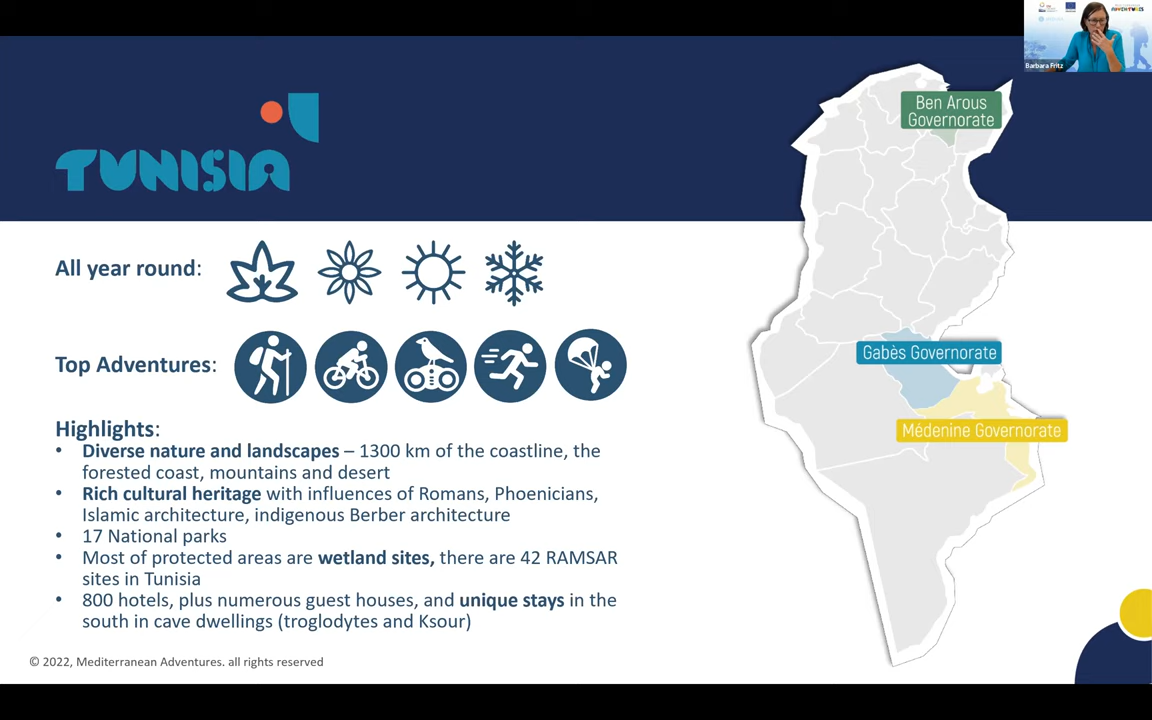 ADVENTURES
Barbara Fritz
TUNISIA
Ben Arous
Governorate
All year round:
Top Adventures:
Gabès Governorate
Médenine Governorate
Highlights:
• Diverse nature and landscapes – 1300 km of the coastline, the
forested coast, mountains and desert
• Rich cultural heritage with influences of Romans, Phoenicians,
Islamic architecture, indigenous Berber architecture
• 17 National parks
• Most of protected areas are wetland sites, there are 42 RAMSAR
sites in Tunisia
• 800 hotels, plus numerous guest houses, and unique stays in the
south in cave dwellings (troglodytes and Ksour)
© 2022, Mediterranean Adventures. all rights reserved